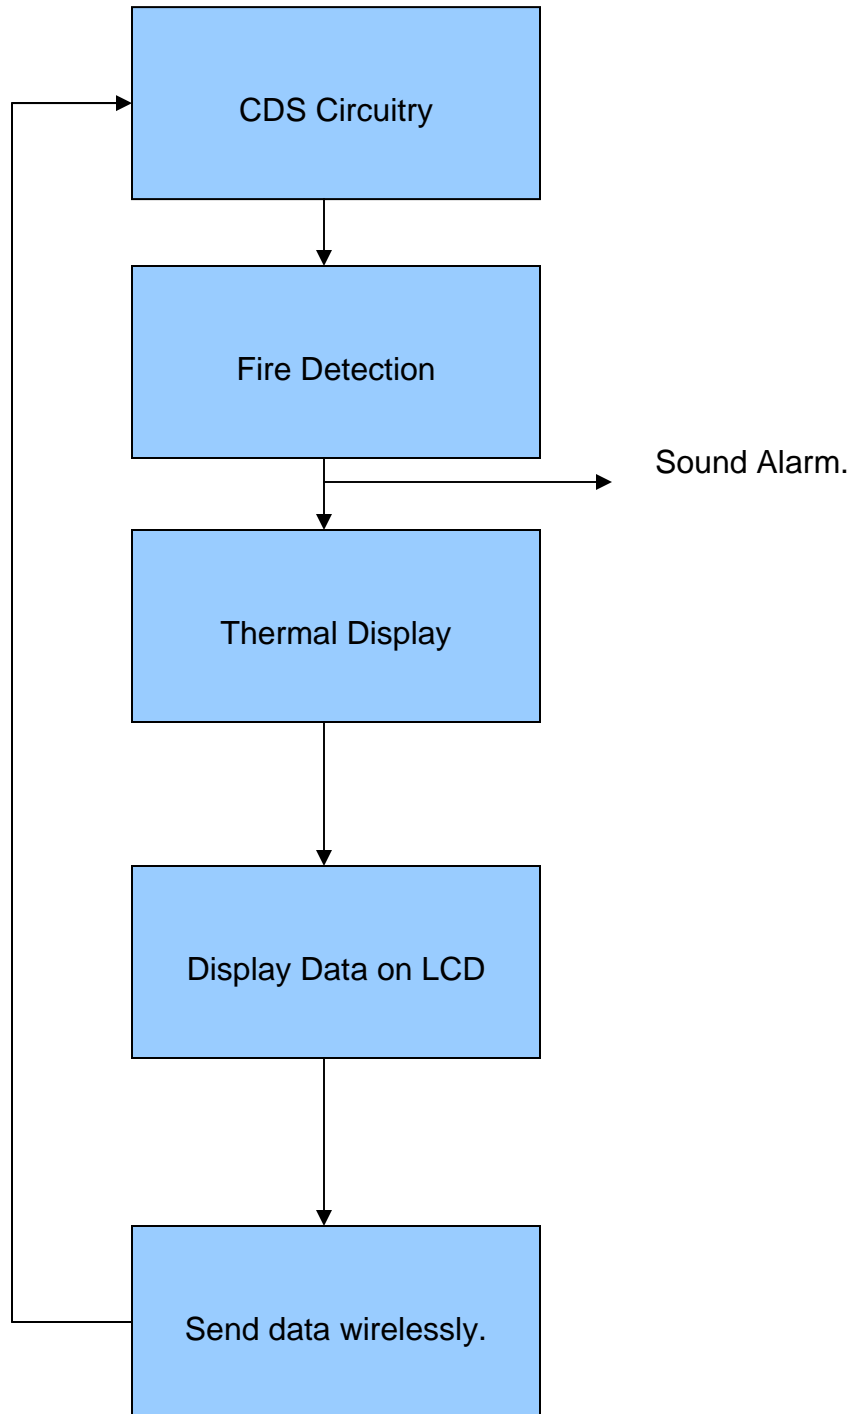 CDS Circuitry
Fire Detection
Sound Alarm.
Thermal Display
Display Data on LCD
Send data wirelessly.